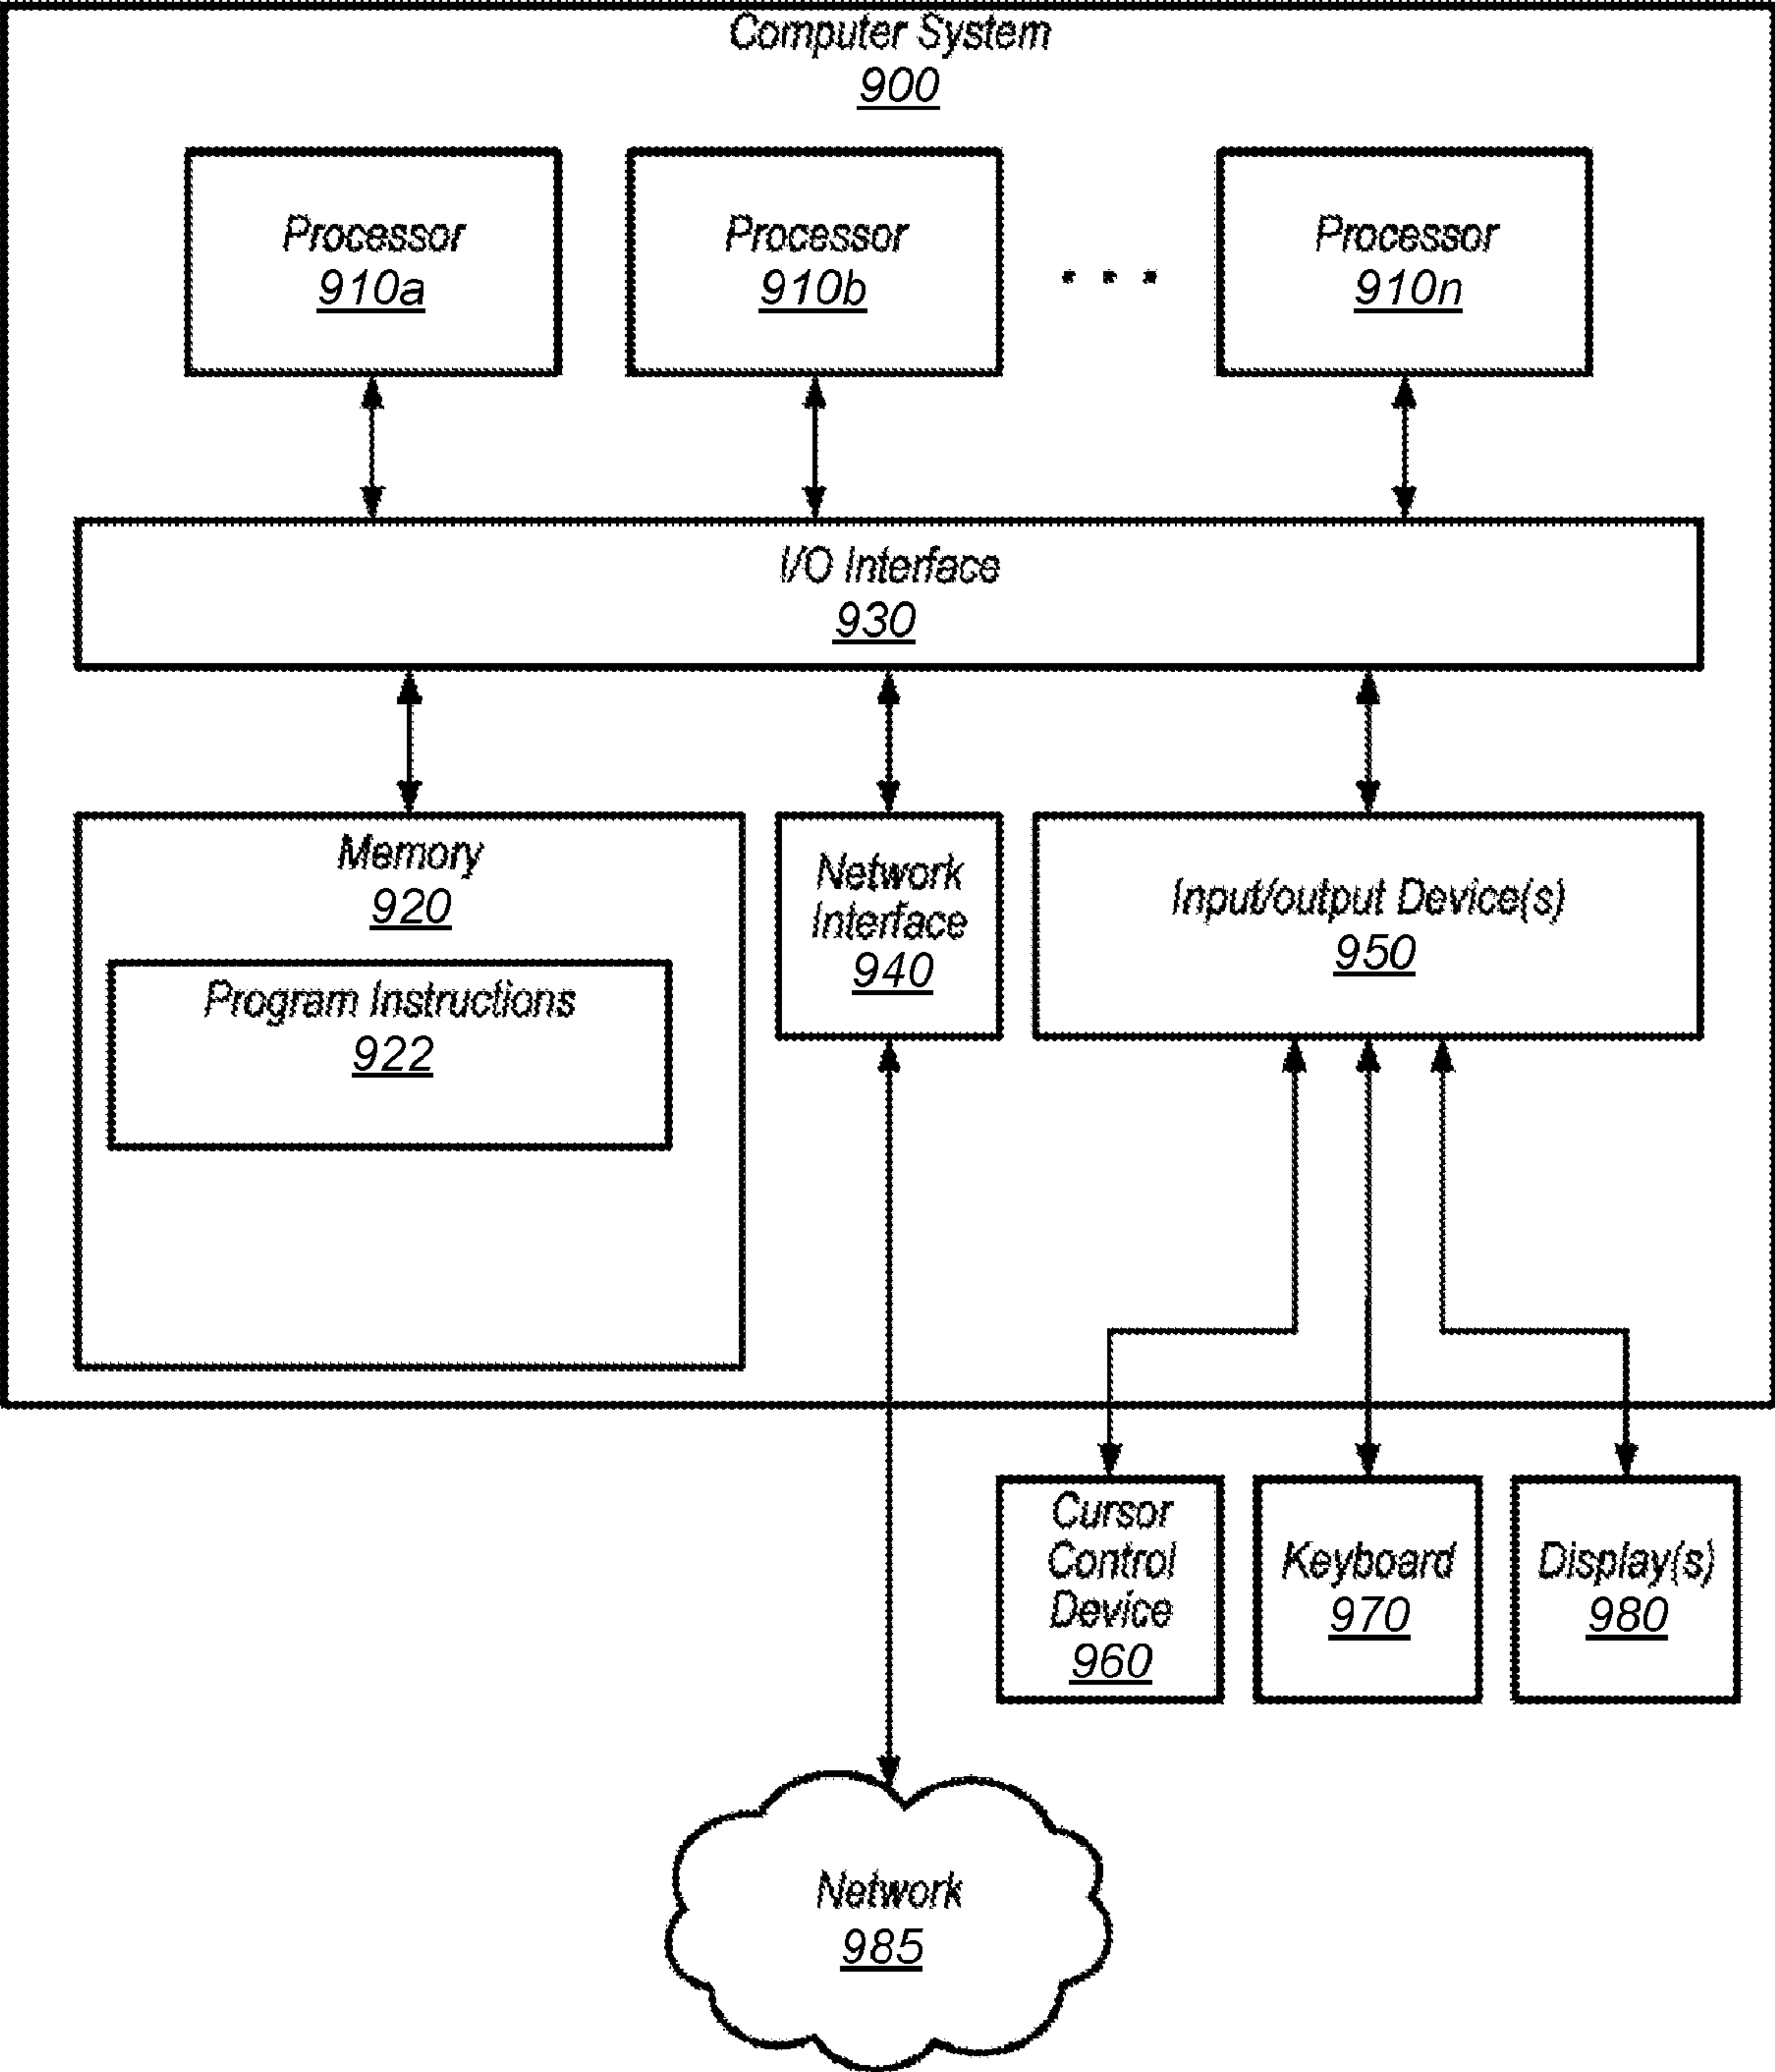 Computer System
900
Processor
910a
Processor
910b
. . .
Processor
910n
I/O Interface
930
Memory
920
Program Instructions
922
Network
Interface
940
Input/output Device(s)
950
Cursor
Control
Device
960
Keyboard
970
Display(s)
980
Network
985